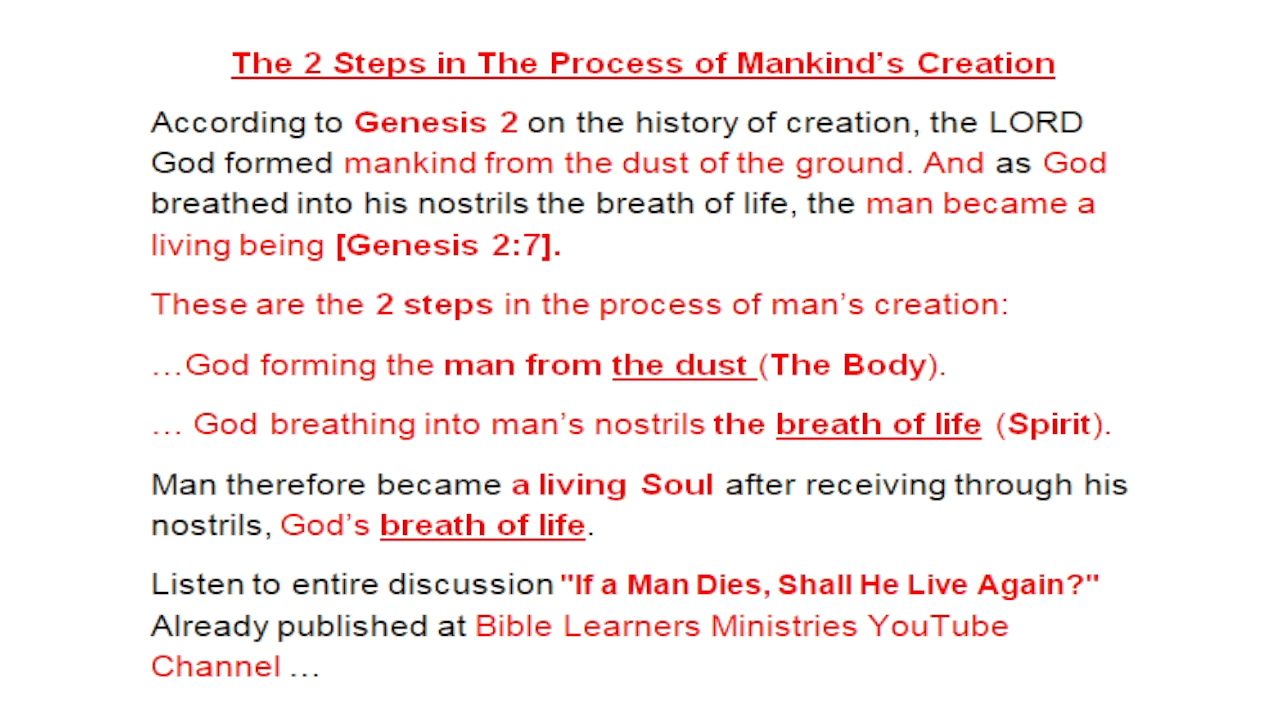 The 2 Steps in The Process of Mankind’s Creation
According to Genesis 2 on the history of creation, the LORD
God formed mankind from the dust of the ground. And as God
breathed into his nostrils the breath of life, the man became a
living being [Genesis 2:7].
These are the 2 steps in the process of man’s creation:
…God forming the man from the dust (The Body).
… God breathing into man’s nostrils the breath of life (Spirit).
Man therefore became a living Soul after receiving through his
nostrils, God’s breath of life.
Listen to entire discussion "If a Man Dies, Shall He Live Again?"
Already published at Bible Learners Ministries YouTube
Channel …